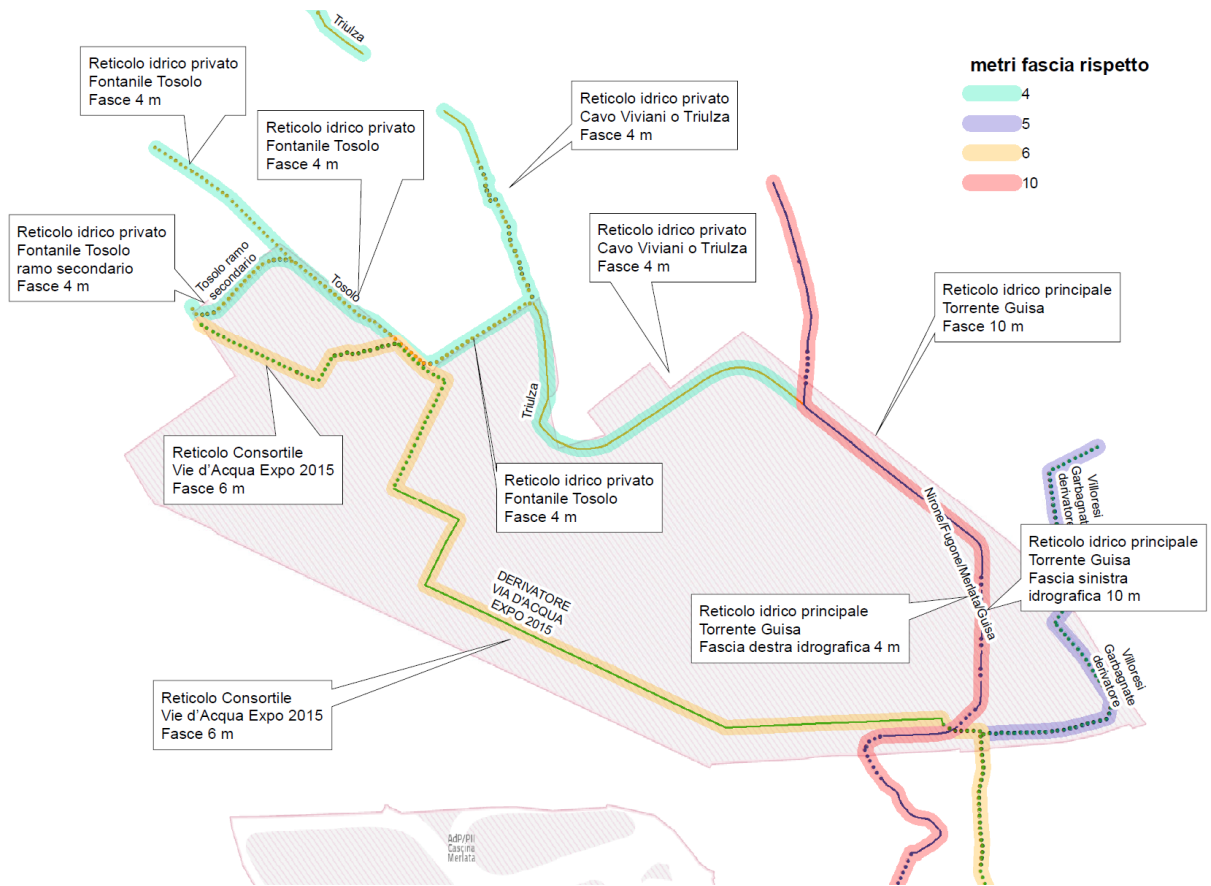 Triulza
Reticolo idrico privato
Fontanile Tosolo
Fasce 4 m
Reticolo idrico privato
Fontanile Tosolo
Fasce 4 m
Reticolo idrico privato
Cavo Viviani o Triulza
Fasce 4 m
metri fascia rispetto
4
5
6
10
Reticolo idrico privato
Fontanile Tosolo
ramo secondario
Fasce 4 m
Tosolo ramo
secondario
Tosolo
Reticolo idrico privato
Cavo Viviani o Triulza
Fasce 4 m
Reticolo idrico principale
Torrente Guisa
Fasce 10 m
Triulza
Reticolo Consortile
Vie d'Acqua Expo 2015
Fasce 6 m
Reticolo idrico privato
Fontanile Tosolo
Fasce 4 m
Villoresi
Garbagnate
derivatore
Nirone/Fugone/Merlata/Guisa
Reticolo idrico principale
Torrente Guisa
Fascia sinistra
idrografica 10 m
DERIVATORE
VIA D'ACQUA
EXPO 2015
Reticolo idrico principale
Torrente Guisa
Fascia destra idrografica 4 m
Villoresi
Garbagnate
derivatore
Reticolo Consortile
Vie d'Acqua Expo 2015
Fasce 6 m
AdP/PII
Cascina
Merlata